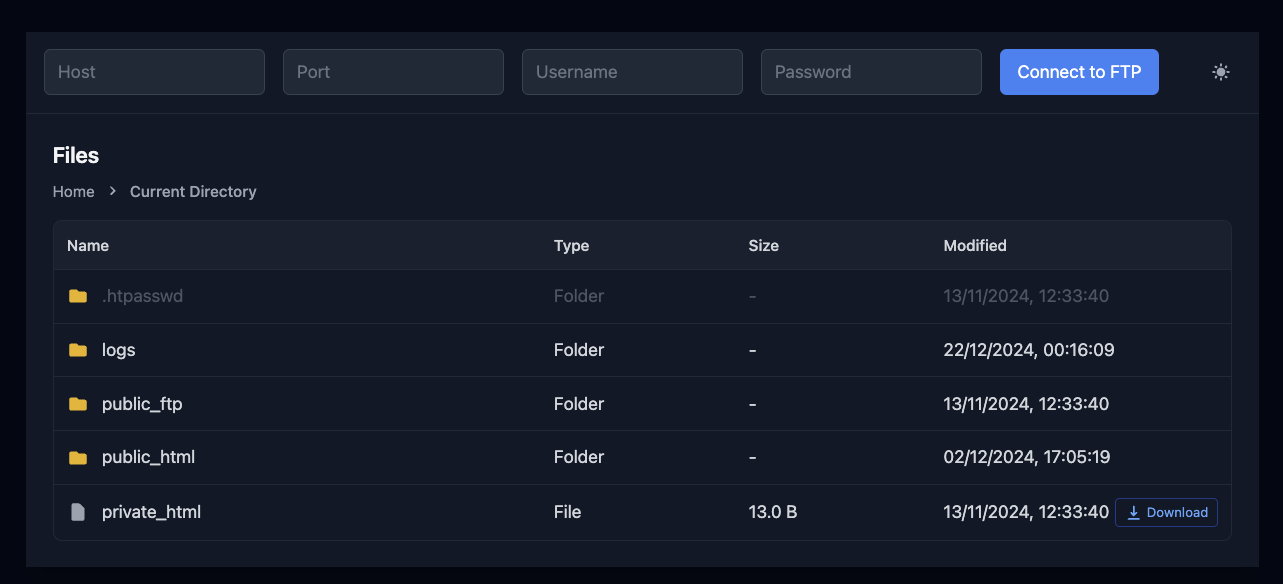 Host Port Username Password Connect to FTP
Files
Home > Current Directory
Name Type Size Modified
.htpasswd Folder - 13/11/2024, 12:33:40
logs Folder - 22/12/2024, 00:16:09
public_ftp Folder - 13/11/2024, 12:33:40
public_html Folder - 02/12/2024, 17:05:19
private_html File 13.0 B 13/11/2024, 12:33:40 Download